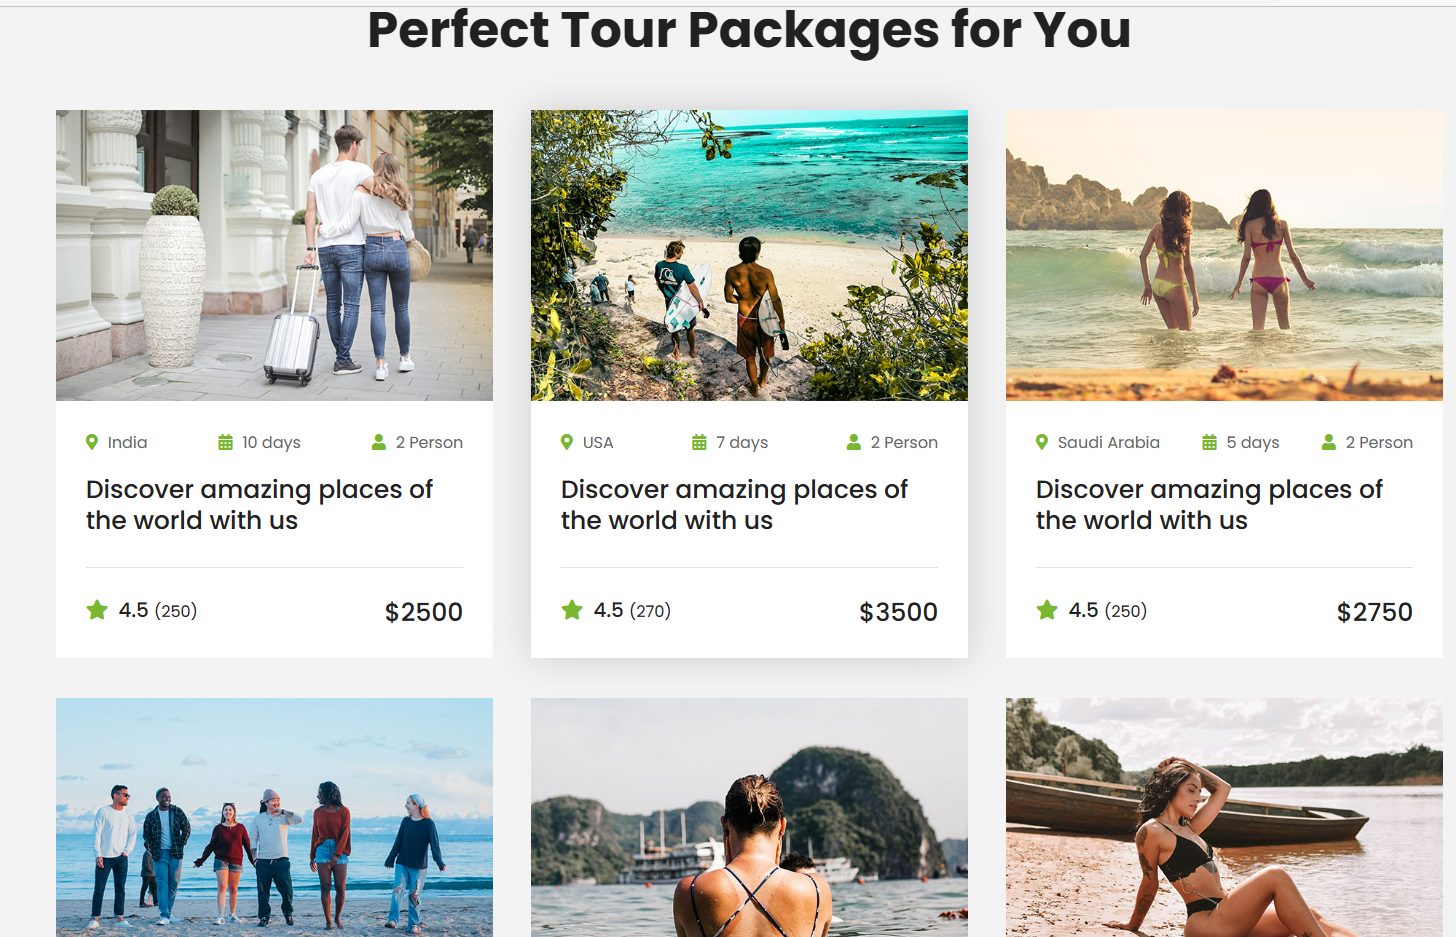 Perfect Tour Packages for You
India 10 days 2 Person
Discover amazing places of
the world with us
4.5 (250) $2500
USA 7 days 2 Person
Discover amazing places of
the world with us
4.5 (270) $3500
Saudi Arabia 5 days 2 Person
Discover amazing places of
the world with us
4.5 (250) $2750